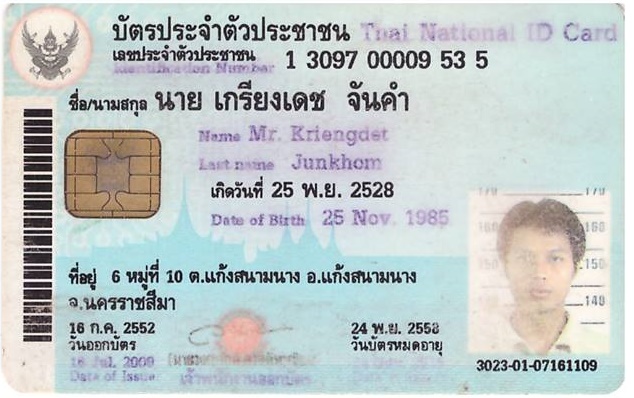 บัตรประจำตัวประชาชน Thai National ID Card
เลขประจำตัวประชาชน 1 3097 00009 53 5
Identification Number
ชื่อ/นามสกุล นาย เกรียงเดช จันคำ
Name Mr. Kriengdet
Last name Junkhom
เกิดวันที่ 25 พ.ย. 2528
Date of Birth 25 Nov. 1985
ที่อยู่ 6 หมู่ที่ 10 ต.แก้งสนามนาง อ.แก้งสนามนาง
จ.นครราชสีมา
16 ก.ค. 2552
วันออกบัตร
16 Jul. 2009
Date of Issue
เจ้าพนักงานออกบัตร
24 พ.ย. 2558
วันบัตรหมดอายุ
170 170
160 160
150 150
140
3023-01-07161109